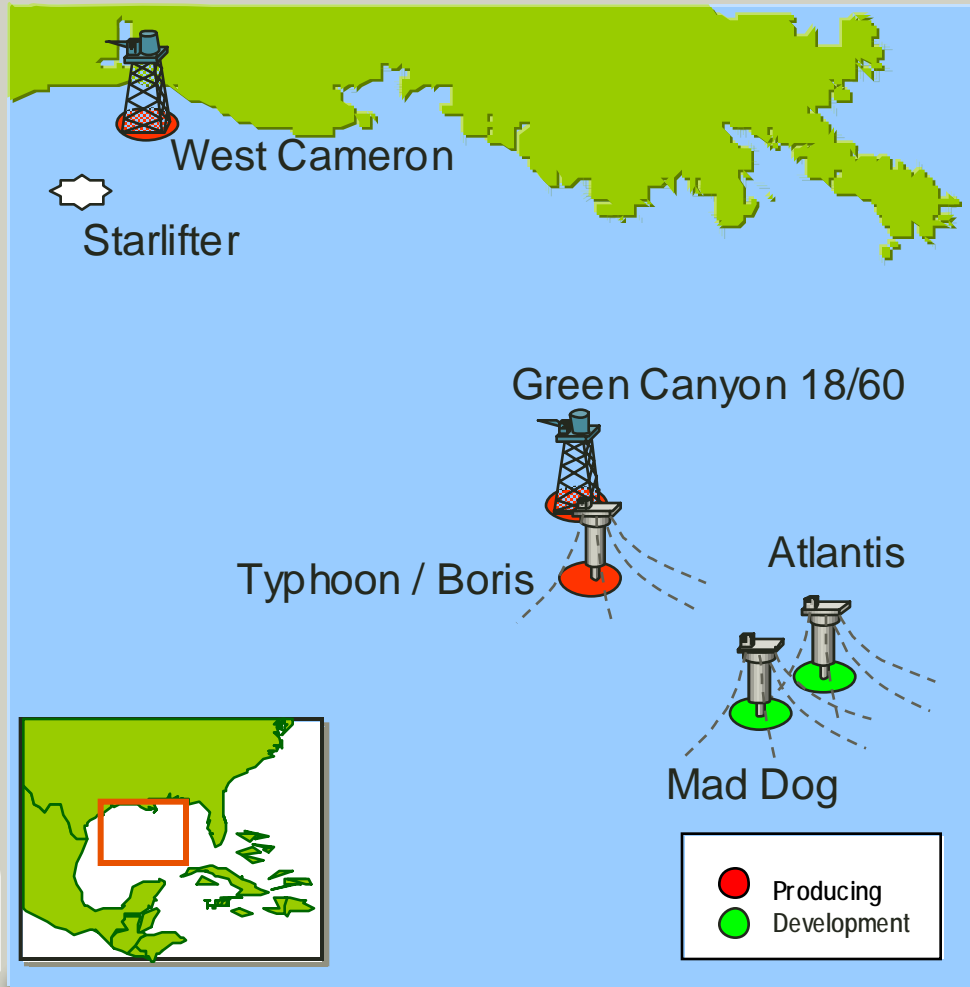 West Cameron
Starlifter
Green Canyon 18/60
Atlantis
Typhoon / Boris
Mad Dog
Producing
Development